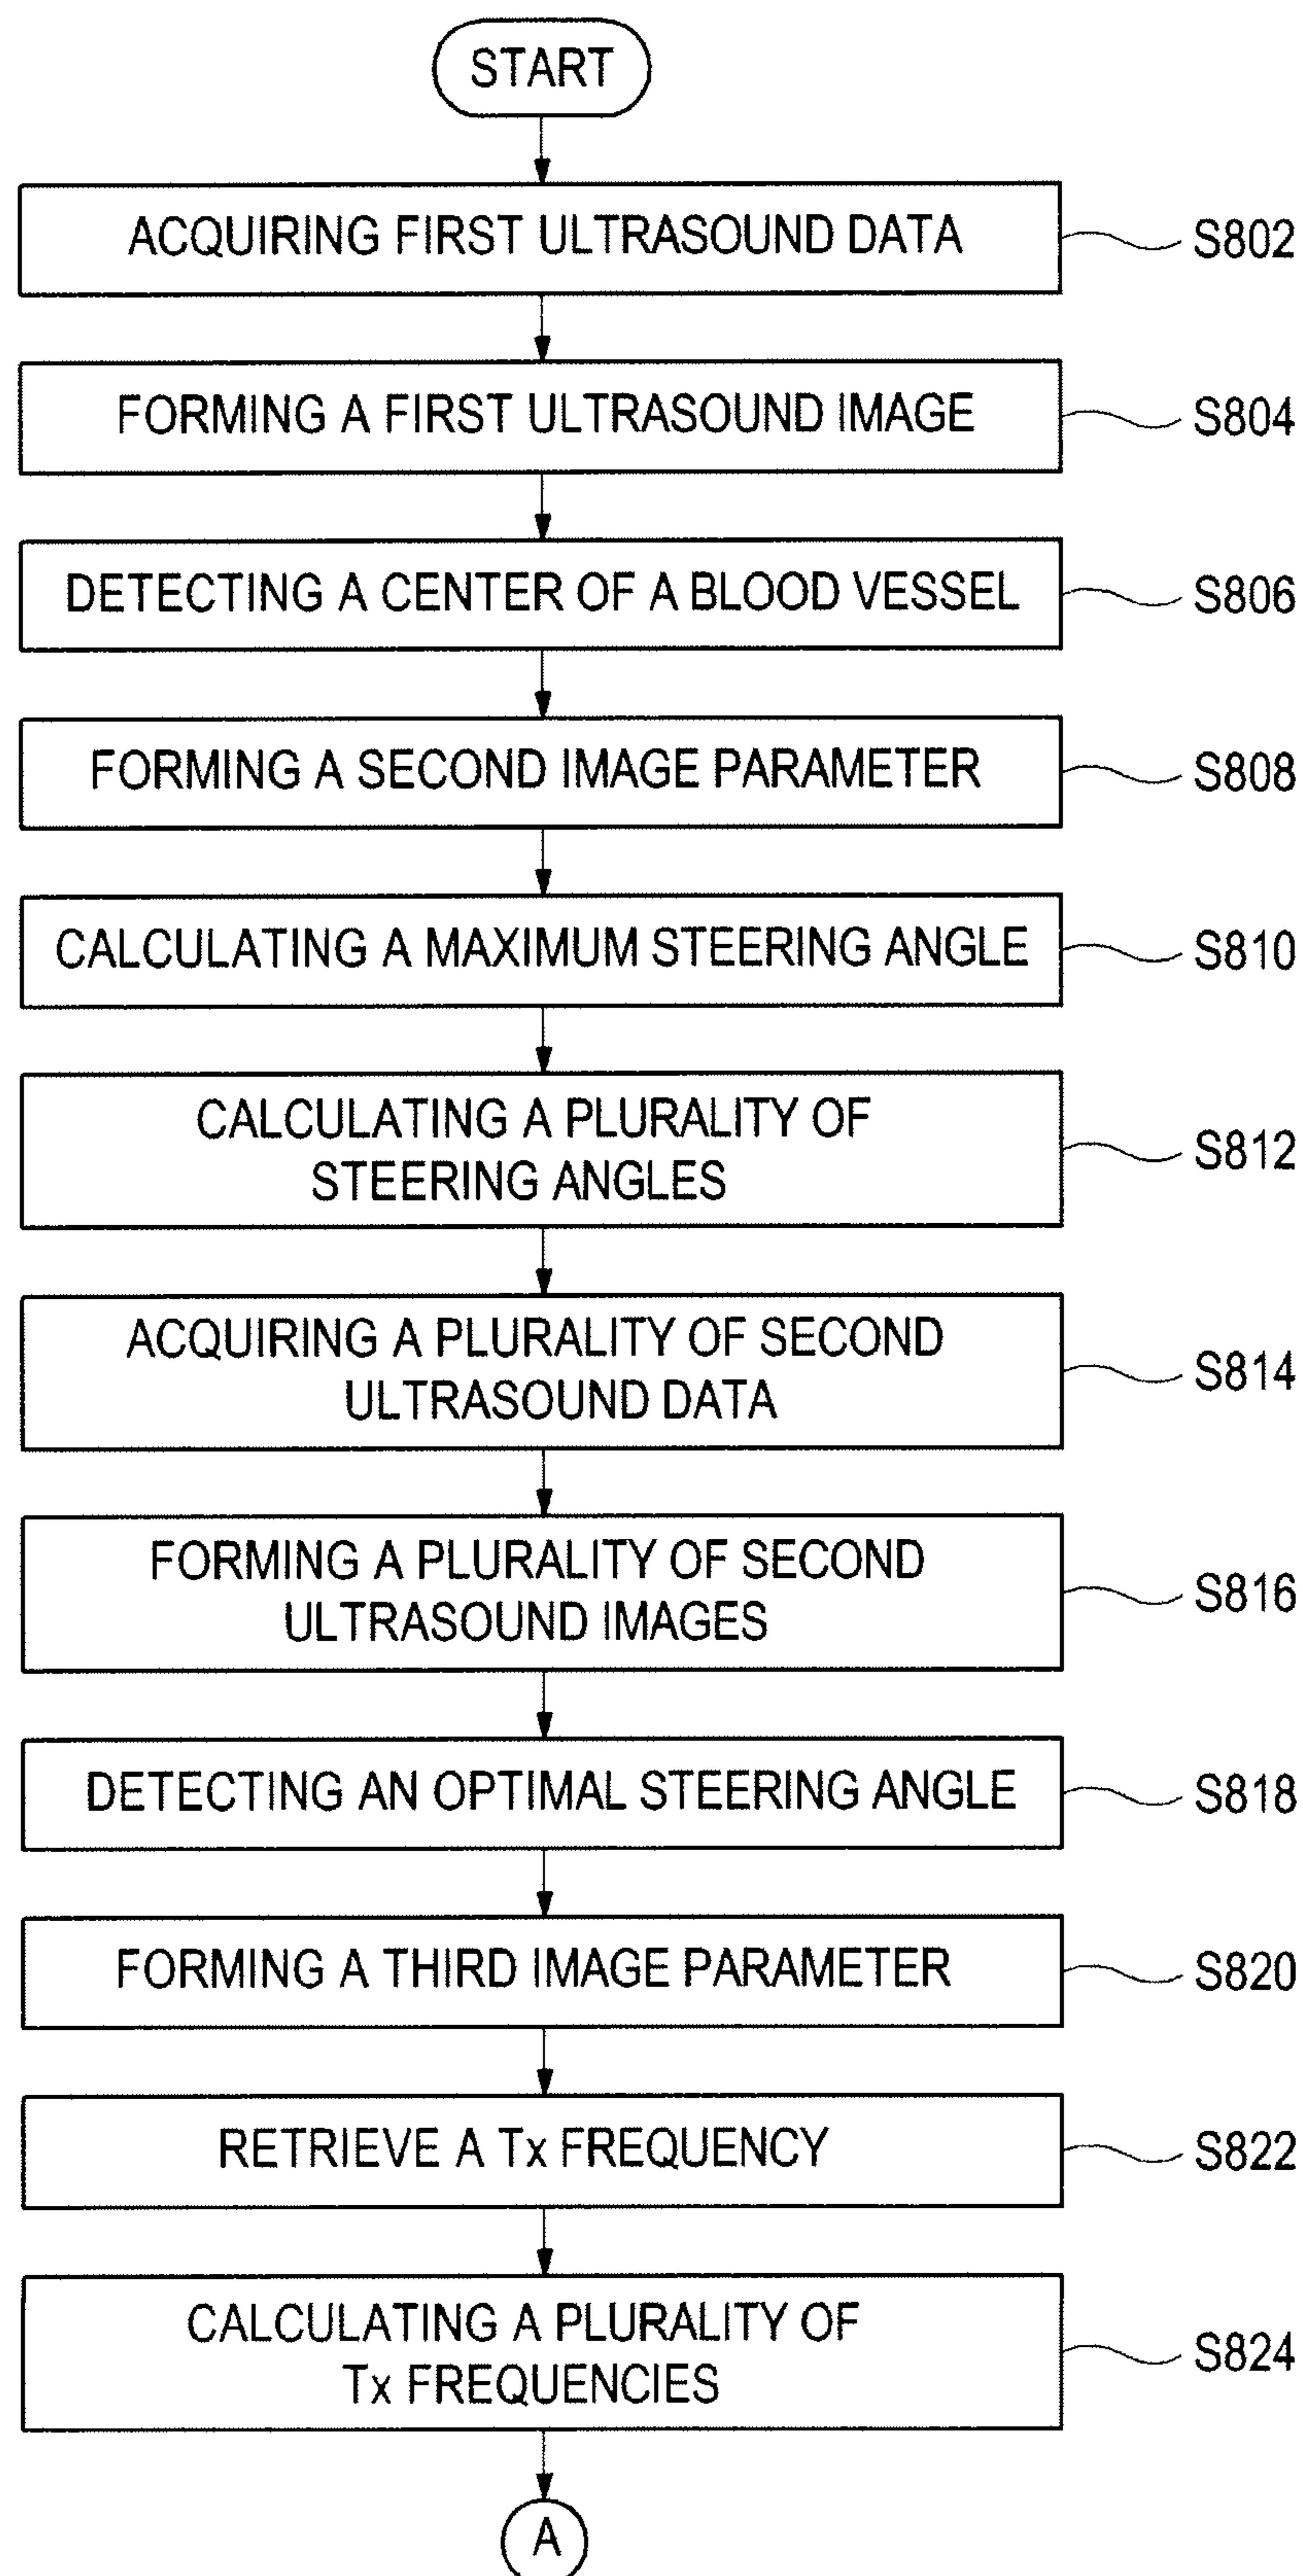 START
ACQUIRING FIRST ULTRASOUND DATA
S802
FORMING A FIRST ULTRASOUND IMAGE
S804
DETECTING A CENTER OF A BLOOD VESSEL
S806
FORMING A SECOND IMAGE PARAMETER
S808
CALCULATING A MAXIMUM STEERING ANGLE
S810
CALCULATING A PLURALITY OF
STEERING ANGLES
S812
ACQUIRING A PLURALITY OF SECOND
ULTRASOUND DATA
S814
FORMING A PLURALITY OF SECOND
ULTRASOUND IMAGES
S816
DETECTING AN OPTIMAL STEERING ANGLE
S818
FORMING A THIRD IMAGE PARAMETER
S820
RETRIEVE A Tx FREQUENCY
S822
CALCULATING A PLURALITY OF
Tx FREQUENCIES
S824
A